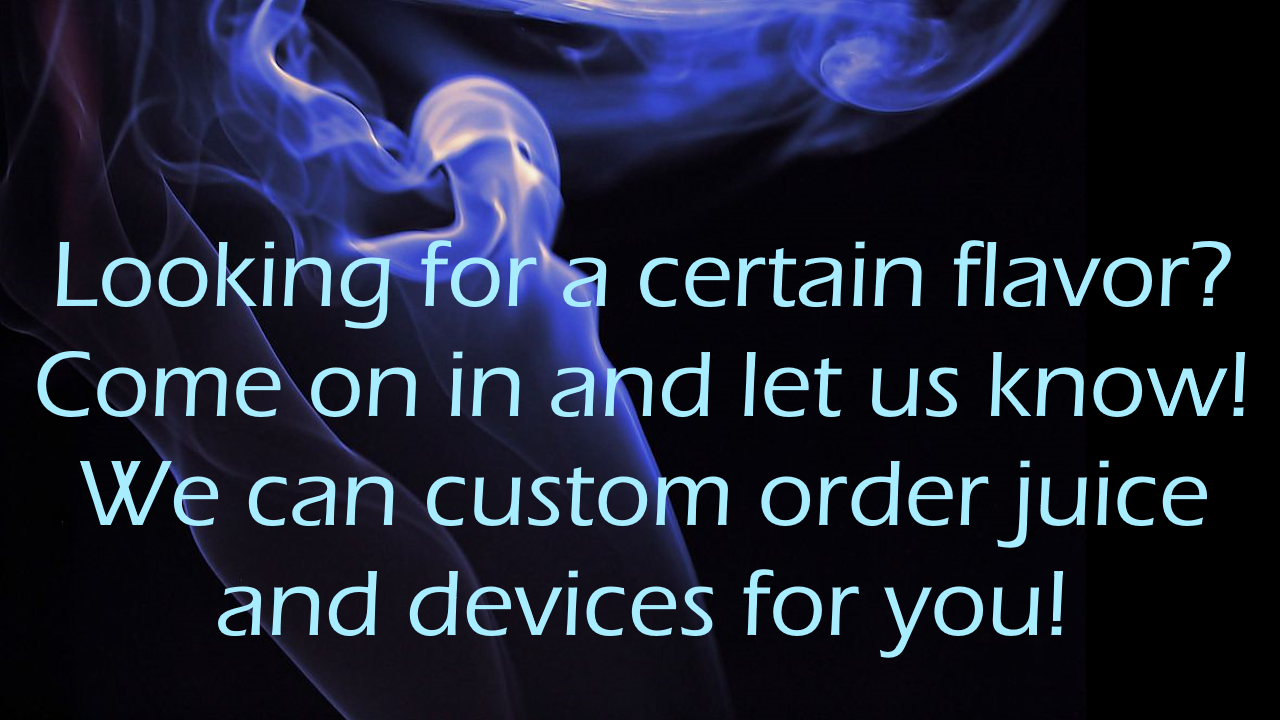 Looking for a certain flavor?
Come on in and let us know!
We can custom order juice
and devices for you!